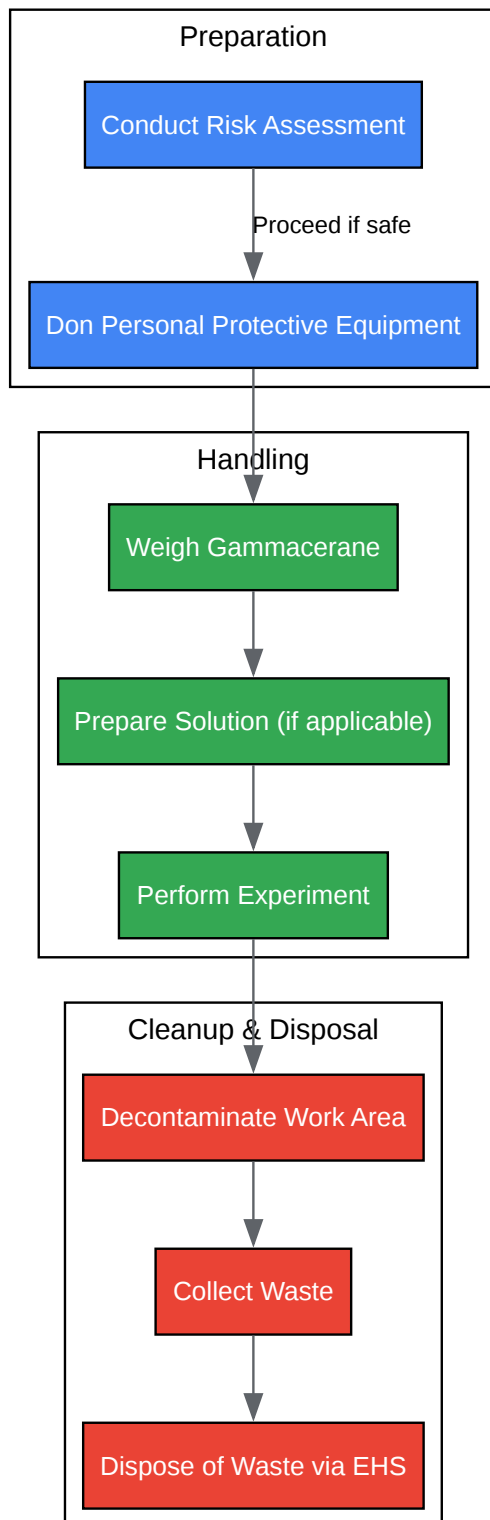 Preparation
Conduct Risk Assessment
Proceed if safe
Don Personal Protective Equipment
Handling
Weigh Gammacerane
Prepare Solution (if applicable)
Perform Experiment
Cleanup & Disposal
Decontaminate Work Area
Collect Waste
Dispose of Waste via EHS